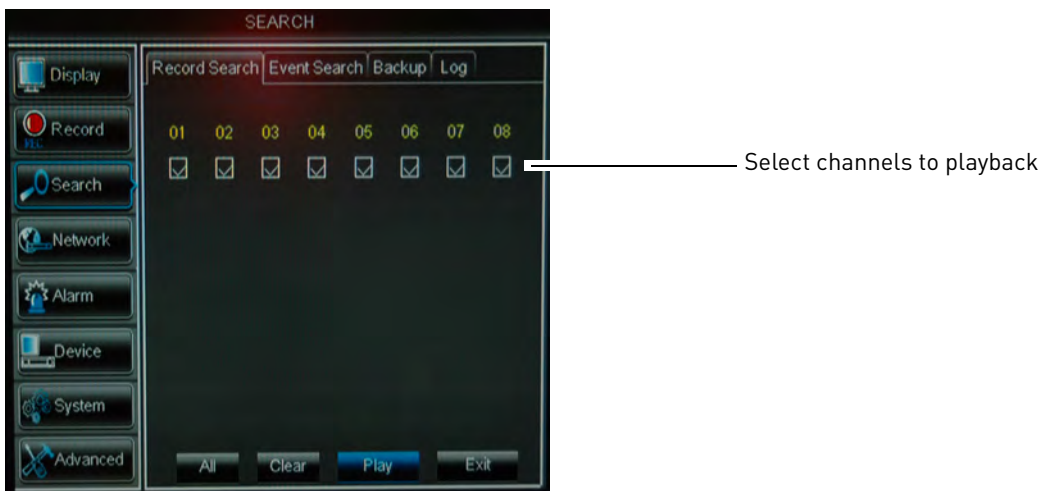 SEARCH
Display
Record
REC
Search
Network
Alarm
Device
System
Advanced
Record Search Event Search Backup Log
01 02 03 04 05 06 07 08
Select channels to playback
All Clear Play Exit